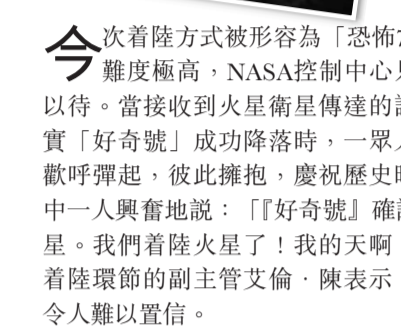 今次着陸方式被形容為「恐怖
難度極高，NASA控制中心
以待。當接收到火星衛星傳達的
實「好奇號」成功降落時，一眾
歡呼彈起，彼此擁抱，慶祝歷史
中一人興奮地説：「『好奇號』確
星。我們着陸火星了！我的天啊
着陸環節的副主管艾倫．陳表示
令人難以置信。